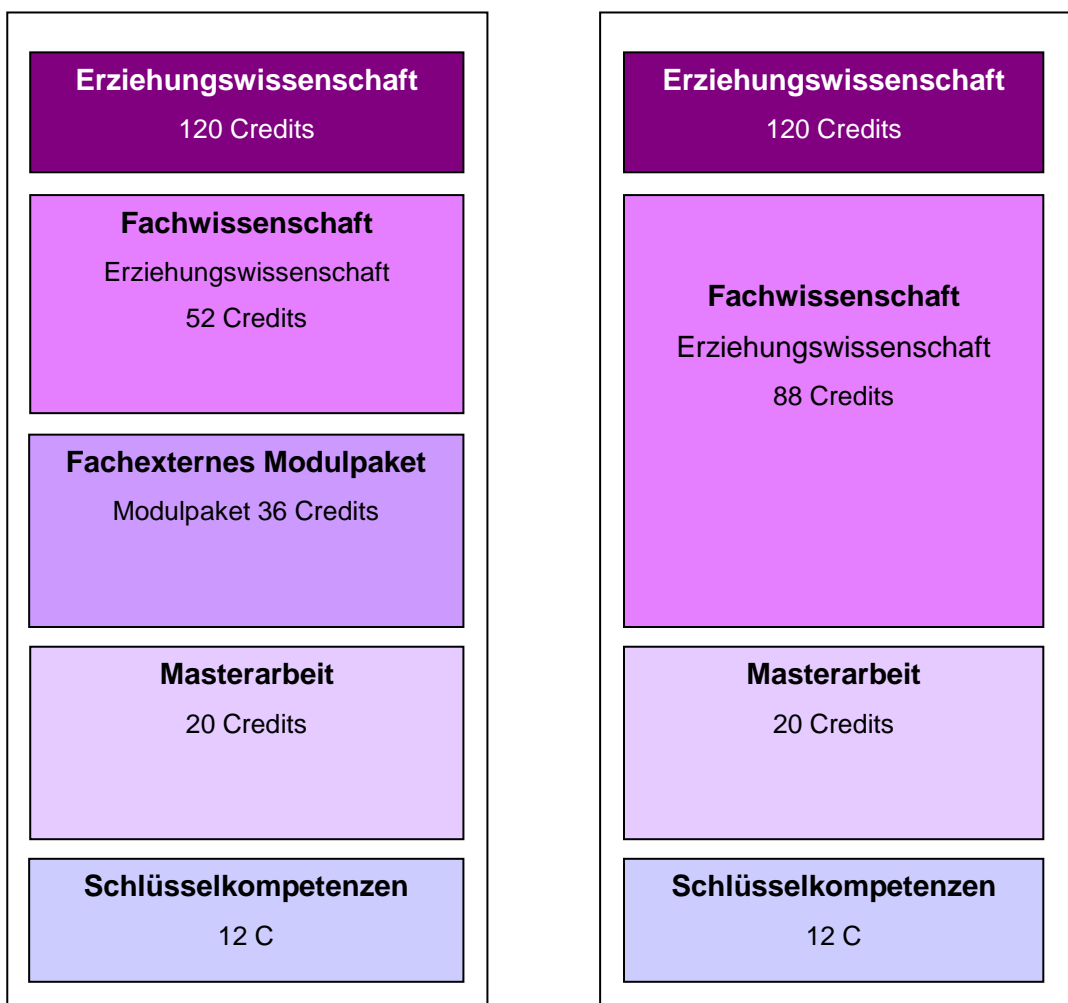 Erziehungswissenschaft
120 Credits
Fachwissenschaft
Erziehungswissenschaft
52 Credits
Fachexternes Modulpaket
Modulpaket 36 Credits
Masterarbeit
20 Credits
Schlüsselkompetenzen
12 C
Erziehungswissenschaft
120 Credits
Fachwissenschaft
Erziehungswissenschaft
88 Credits
Masterarbeit
20 Credits
Schlüsselkompetenzen
12 C